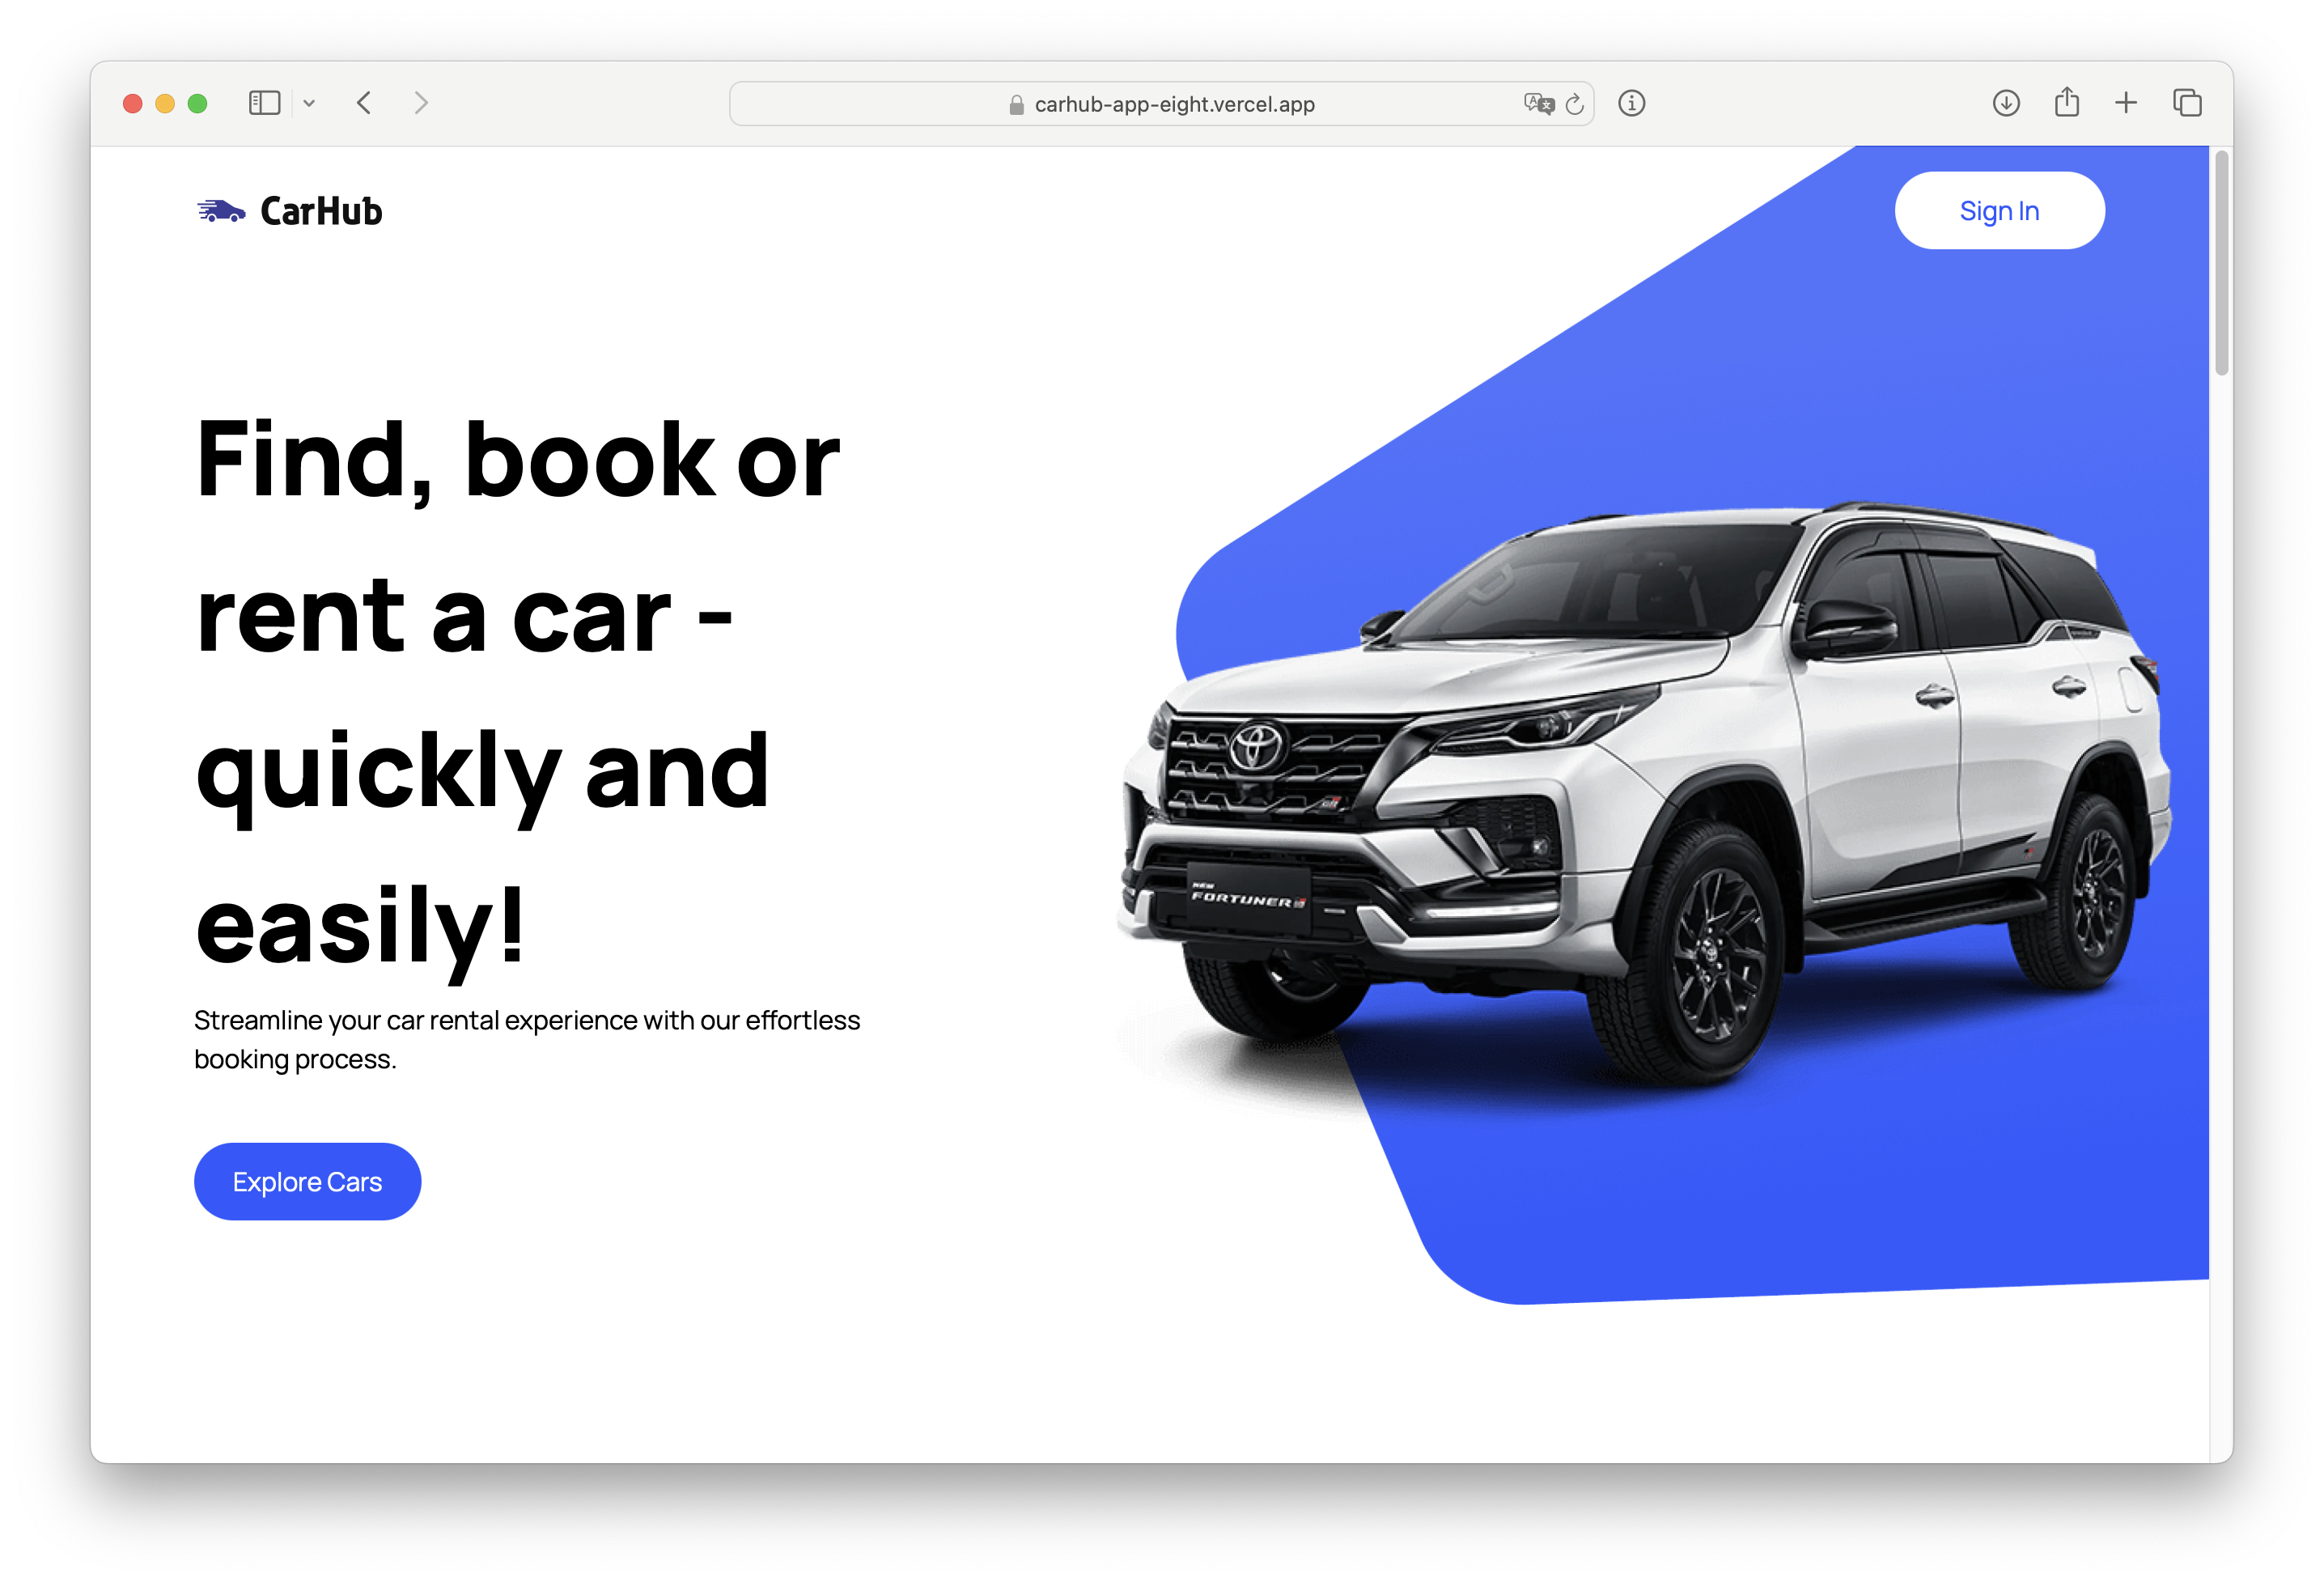 carhub-app-eight.vercel.app
CarHub
Sign In
Find, book or
rent a car -
quickly and
easily!
NEW
FORTUNER
Streamline your car rental experience with our effortless
booking process.
Explore Cars